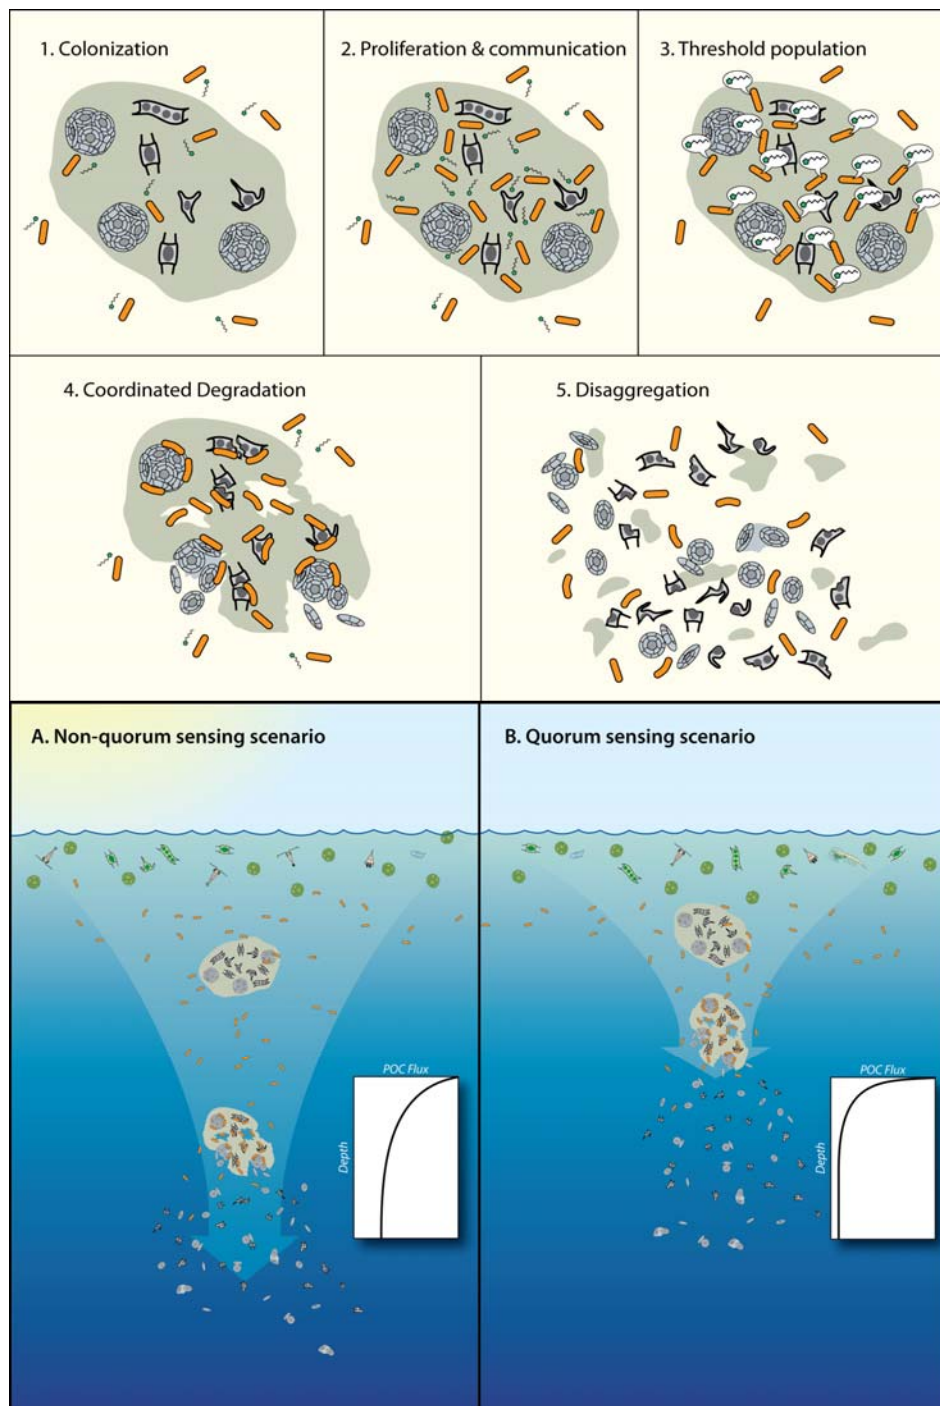 1. Colonization
2. Proliferation & communication
3. Threshold population
4. Coordinated Degradation
5. Disaggregation
A. Non-quorum sensing scenario
B. Quorum sensing scenario
POC Flux
Depth
POC Flux
Depth